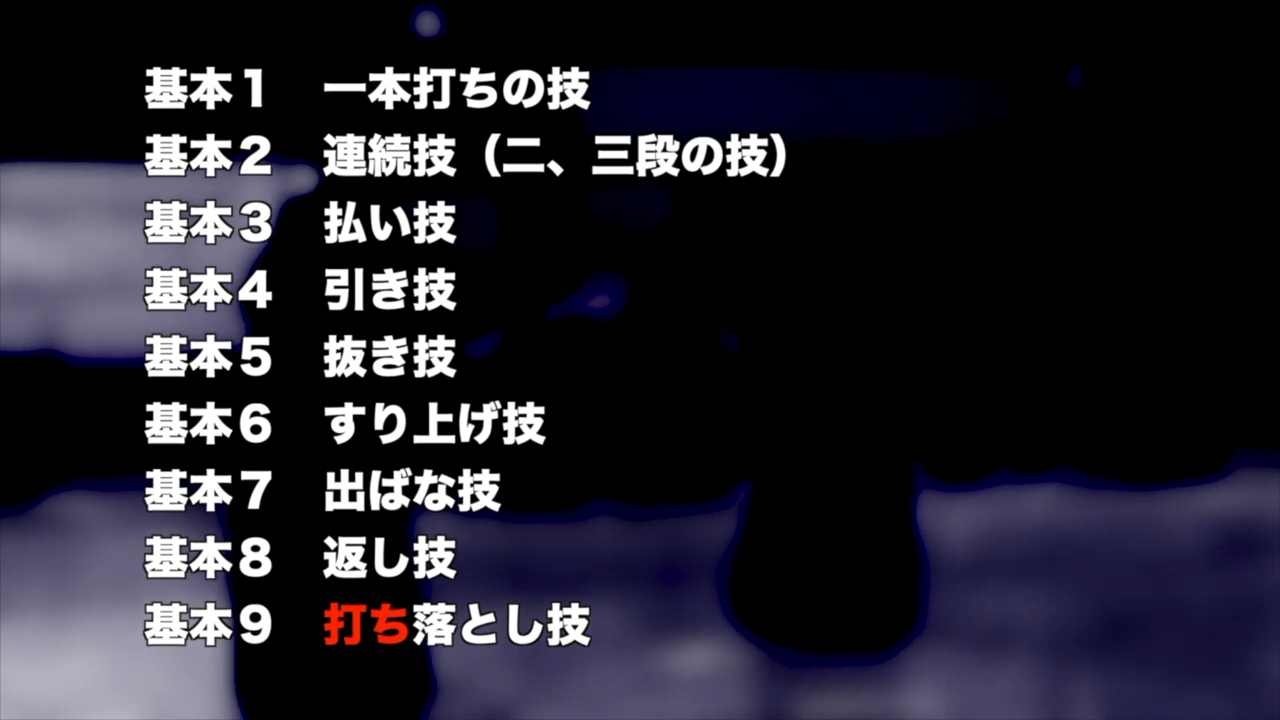 基本１　一本打ちの技
基本２　連続技（二、三段の技）
基本３　払い技
基本４　引き技
基本５　抜き技
基本６　すり上げ技
基本７　出ばな技
基本８　返し技
基本９　打ち落とし技